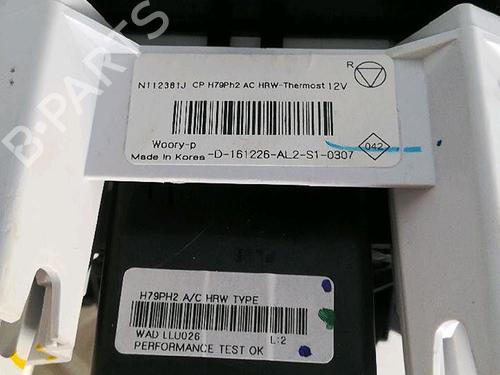 B-PARTS
R
N112381J CP H79Ph2 AC HRW-Thermost 12V
Woory-p
Made in Korea -D-161226-AL2-S1-0307
042
H79PH2 A/C HRW TYPE
WAD LLU026 L:2
PERFORMANCE TEST OK